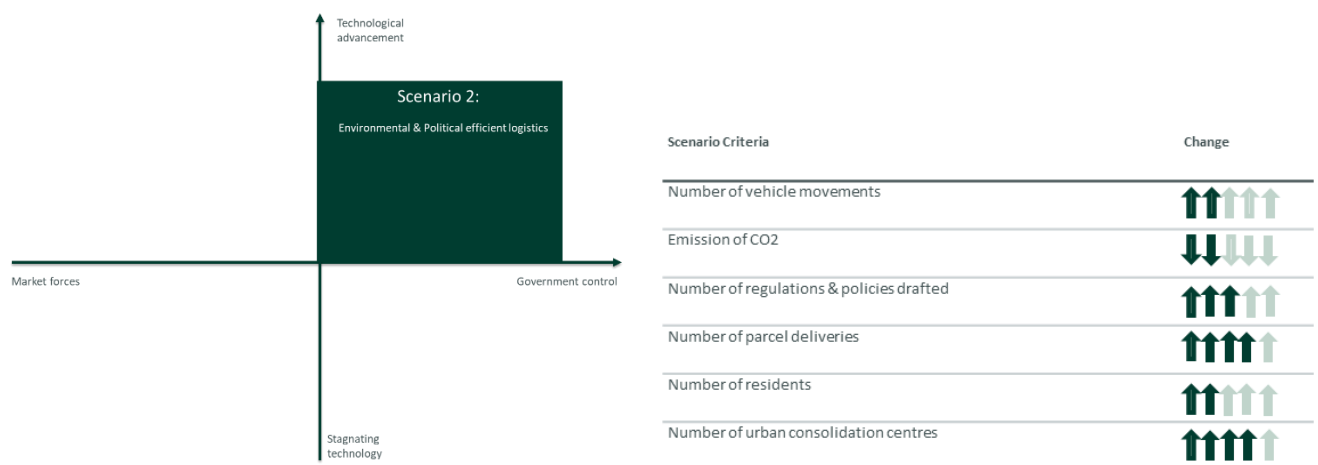 Technological
advancement
Scenario 2:
Environmental & Political efficient logistics
Market forces
Government control
Stagnating
technology
Scenario Criteria
Change
Number of vehicle movements
Emission of CO2
Number of regulations & policies drafted
Number of parcel deliveries
Number of residents
Number of urban consolidation centres